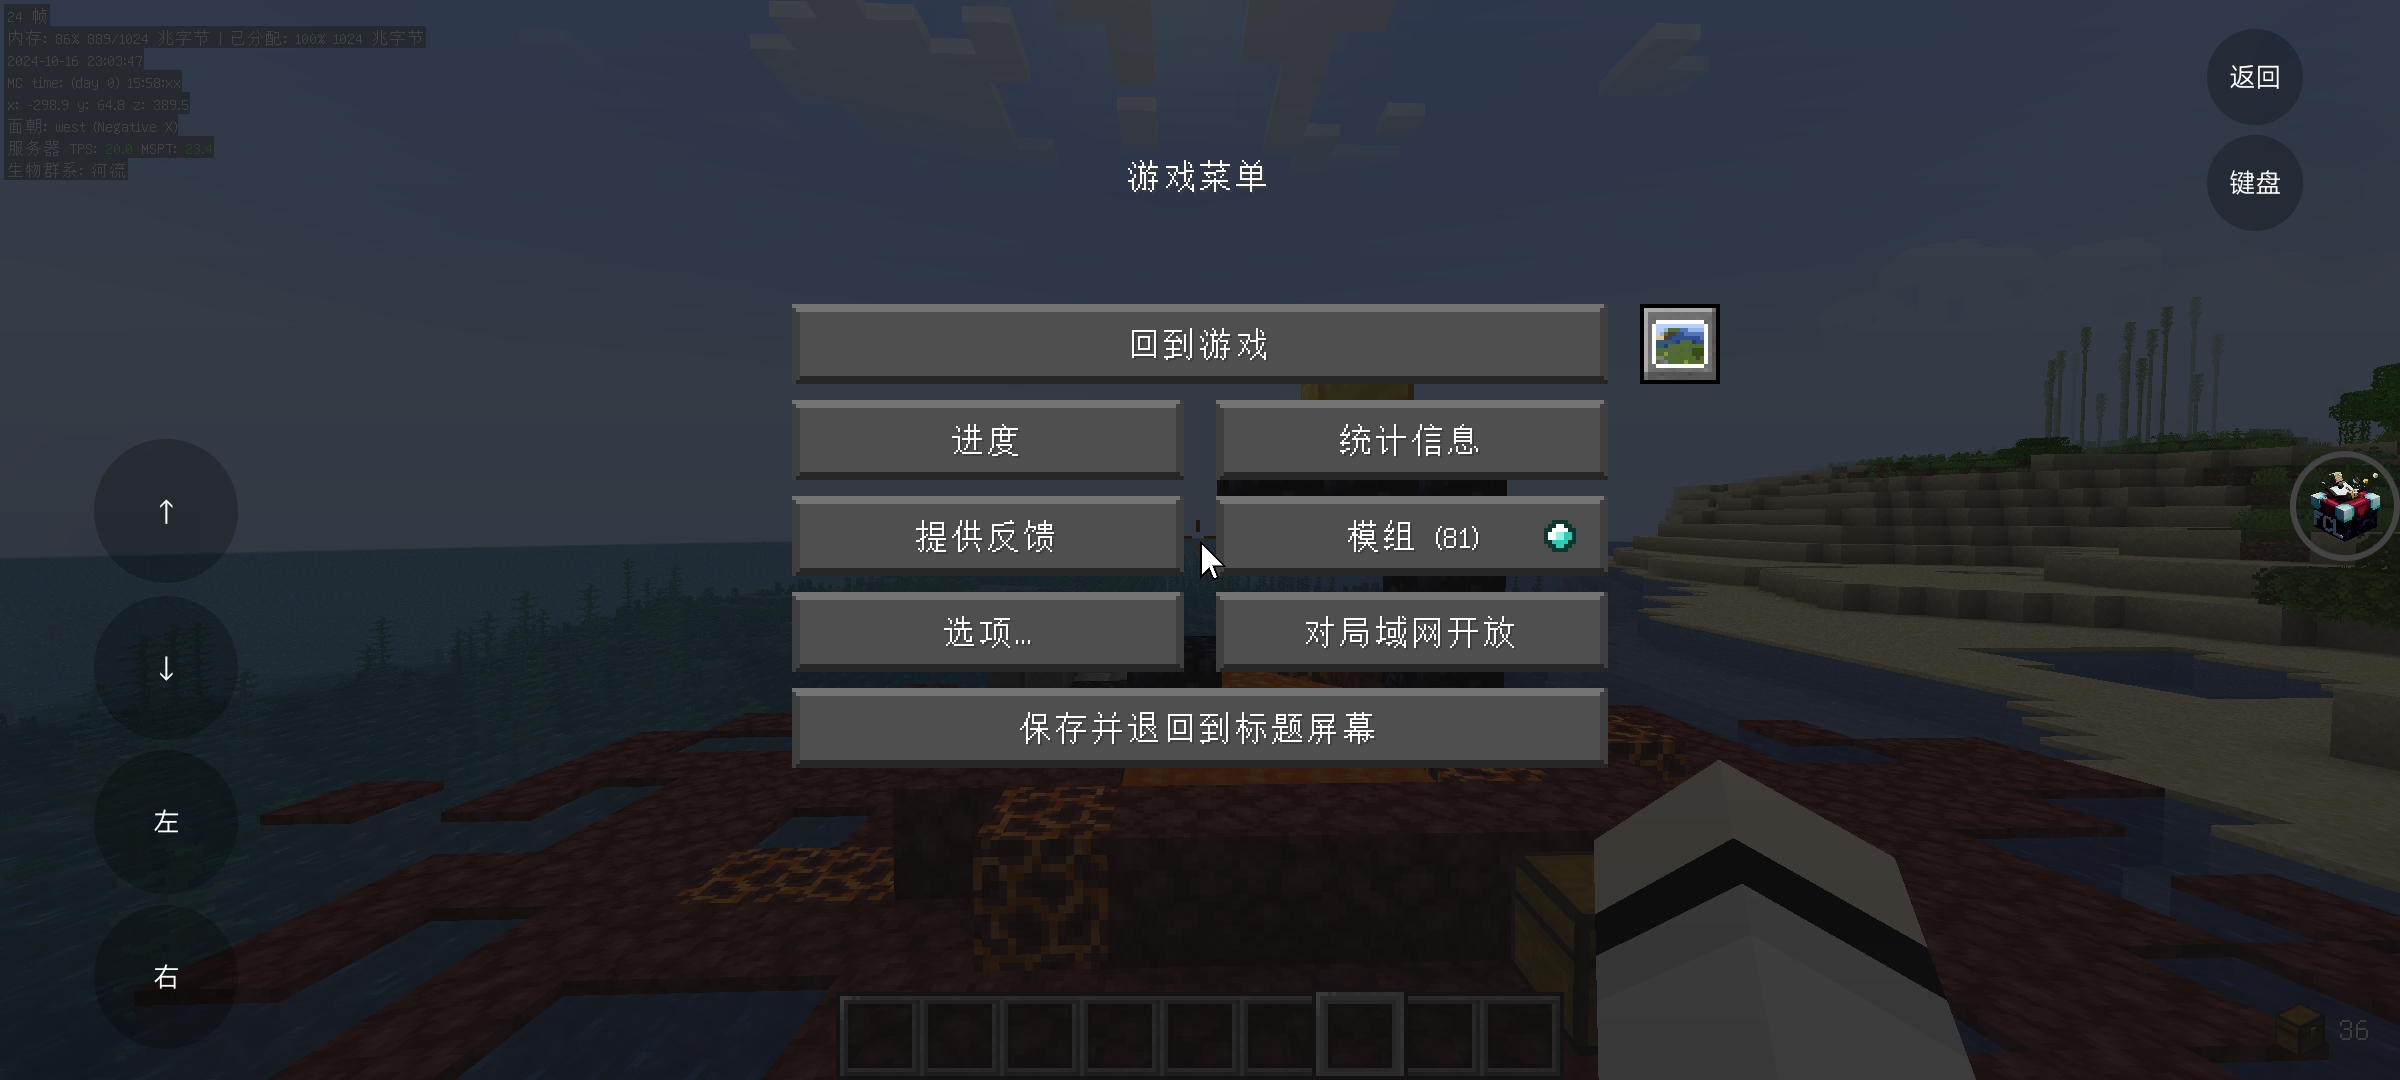 24 帧
内存: 86% 889/1024 兆字节 | 已分配: 100% 1024 兆字节
2024-10-16 23:03:47
MC time: (day 0) 15:58:xx
x: -298.9 y: 64.8 z: 389.5
面朝: west (Negative X)
服务器 TPS: 20.0 MSPT: 23.4
生物群系: 河流
返回
键盘
游戏菜单
回到游戏
进度
统计信息
提供反馈
模组 (81)
选项...
对局域网开放
保存并退回到标题屏幕
↑
↓
左
右
FCL
36